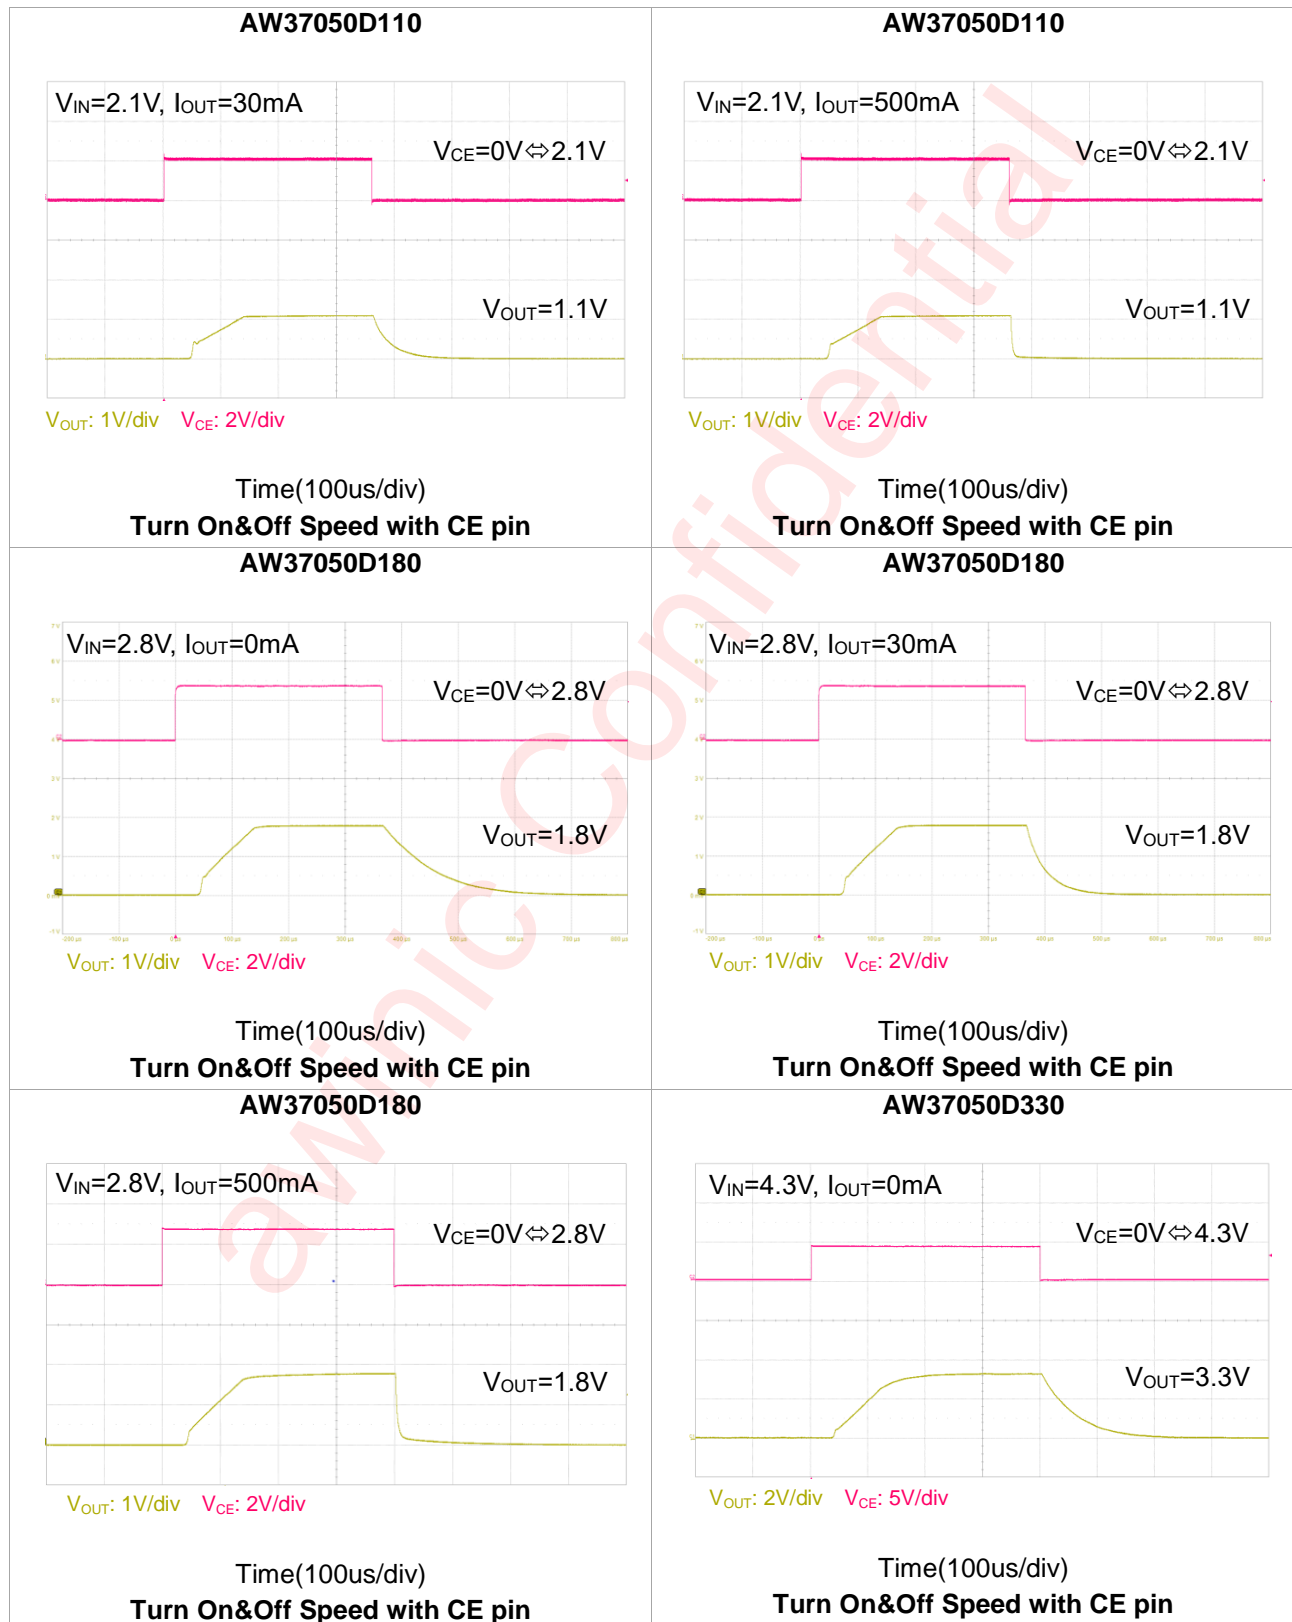 AW37050D110
VIN=2.1V, IOUT=30mA
VCE=0V⇔2.1V
VOUT=1.1V
VOUT: 1V/div VCE: 2V/div
Time(100us/div)
Turn On&Off Speed with CE pin
AW37050D110
VIN=2.1V, IOUT=500mA
VCE=0V⇔2.1V
VOUT=1.1V
VOUT: 1V/div VCE: 2V/div
Time(100us/div)
Turn On&Off Speed with CE pin
AW37050D180
VIN=2.8V, IOUT=0mA
VCE=0V⇔2.8V
VOUT=1.8V
VOUT: 1V/div VCE: 2V/div
Time(100us/div)
Turn On&Off Speed with CE pin
AW37050D180
VIN=2.8V, IOUT=30mA
VCE=0V⇔2.8V
VOUT=1.8V
VOUT: 1V/div VCE: 2V/div
Time(100us/div)
Turn On&Off Speed with CE pin
AW37050D180
VIN=2.8V, IOUT=500mA
VCE=0V⇔2.8V
VOUT=1.8V
VOUT: 1V/div VCE: 2V/div
Time(100us/div)
Turn On&Off Speed with CE pin
AW37050D330
VIN=4.3V, IOUT=0mA
VCE=0V⇔4.3V
VOUT=3.3V
VOUT: 2V/div VCE: 5V/div
Time(100us/div)
Turn On&Off Speed with CE pin
awinic Confidential